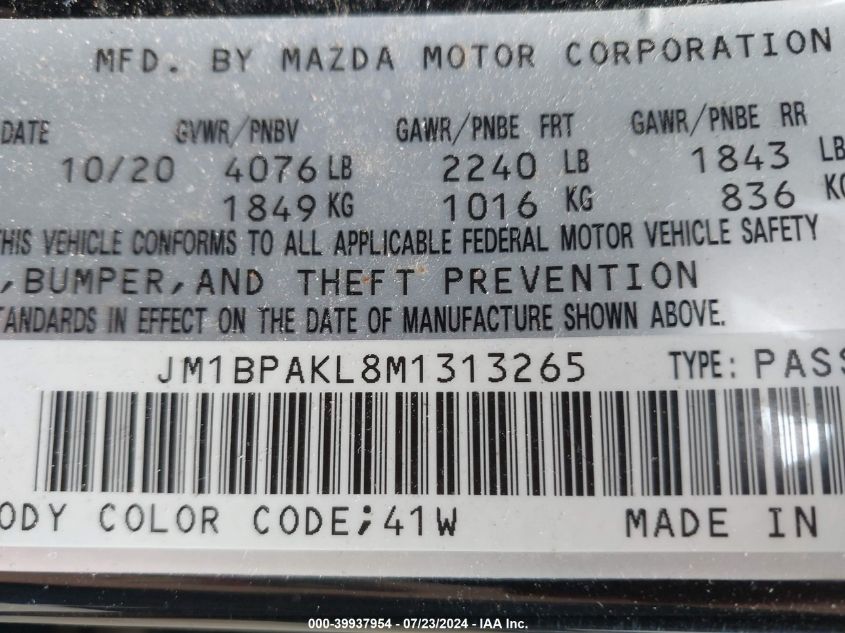 MFD. BY MAZDA MOTOR CORPORATION
DATE GVWR/PNBV GAWR/PNBE FRT GAWR/PNBE RR
10/20 4076 LB 2240 LB 1843 LB
1849 KG 1016 KG 836 KG
THIS VEHICLE CONFORMS TO ALL APPLICABLE FEDERAL MOTOR VEHICLE SAFETY
,BUMPER,AND THEFT PREVENTION
TANDARDS IN EFFECT ON THE DATE OF MANUFACTURE SHOWN ABOVE.
JM1BPAKL8M1313265 TYPE: PASS
ODY COLOR CODE;41W MADE IN
000-39937954 - 07/23/2024 - IAA Inc.